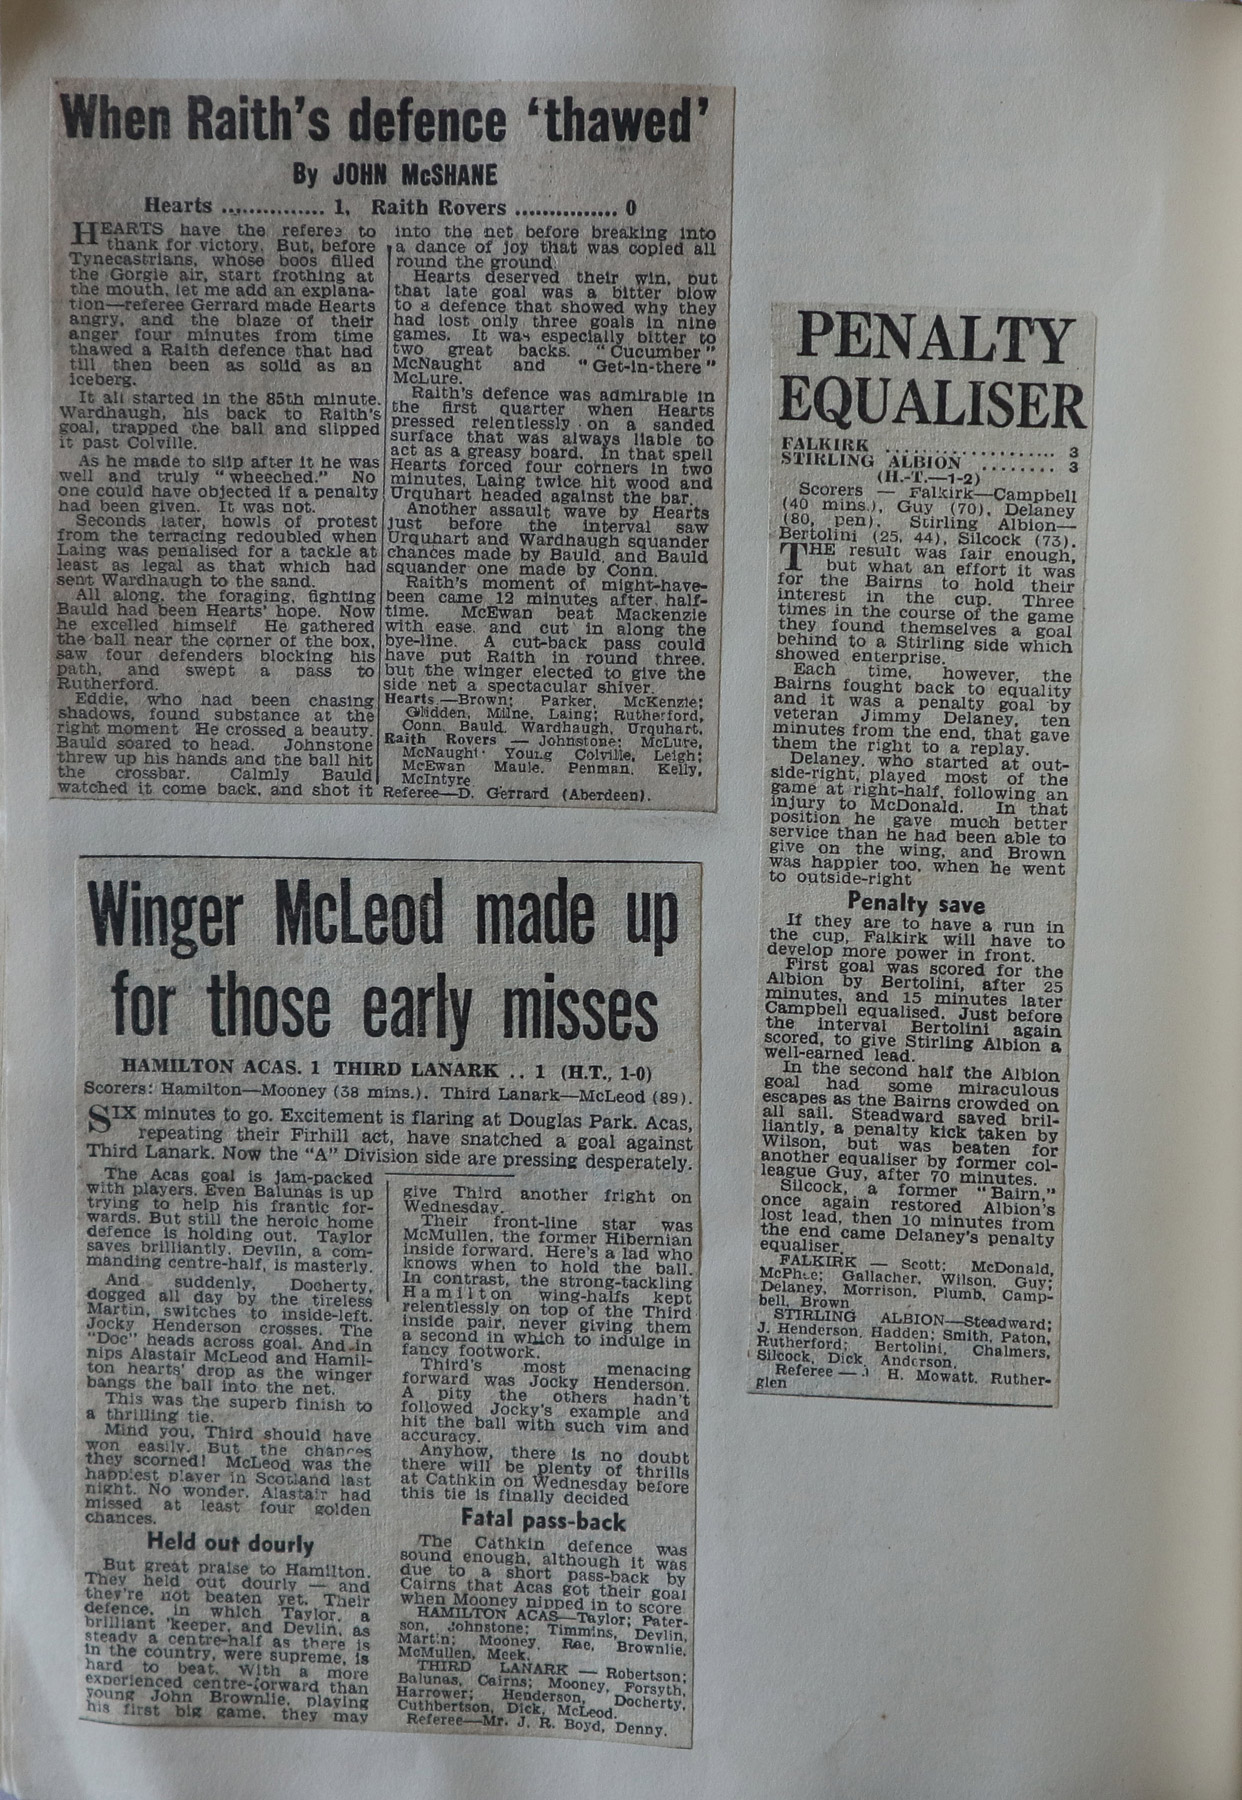 When Raith's defence 'thawed'
By JOHN McSHANE
Hearts ............... 1, Raith Rovers ............... 0
HEARTS have the referee to
thank for victory. But, before
Tynecastrians, whose boos filled
the Gorgie air, start frothing at
the mouth, let me add an explana-
tion—referee Gerrard made Hearts
angry, and the blaze of their
anger four minutes from time
thawed a Raith defence that had
till then been as solid as an
iceberg.
It all started in the 85th minute.
Wardhaugh, his back to Raith's
goal, trapped the ball and slipped
it past Colville.
As he made to slip after it he was
well and truly "wheeched." No
one could have objected if a penalty
had been given. It was not.
Seconds later, howls of protest
from the terracing redoubled when
Laing was penalised for a tackle at
least as legal as that which had
sent Wardhaugh to the sand.
All along, the foraging, fighting
Bauld had been Hearts' hope. Now
he excelled himself He gathered
the ball near the corner of the box,
saw four defenders blocking his
path, and swept a pass to
Rutherford.
Eddie, who had been chasing
shadows, found substance at the
right moment He crossed a beauty.
Bauld soared to head. Johnstone
threw up his hands and the ball hit
the crossbar. Calmly Bauld
watched it come back, and shot it
into the net before breaking into
a dance of joy that was copied all
round the ground.
Hearts deserved their win, but
that late goal was a bitter blow
to a defence that showed why they
had lost only three goals in nine
games. It was especially bitter to
two great backs. "Cucumber"
McNaught and "Get-in-there"
McLure.
Raith's defence was admirable in
the first quarter when Hearts
pressed relentlessly on a sanded
surface that was always liable to
act as a greasy board. In that spell
Hearts forced four corners in two
minutes, Laing twice hit wood and
Urquhart headed against the bar.
Another assault wave by Hearts
just before the interval saw
Urquhart and Wardhaugh squander
chances made by Bauld and Bauld
squander one made by Conn.
Raith's moment of might-have-
been came 12 minutes after half-
time. McEwan beat Mackenzie
with ease, and cut in along the
bye-line. A cut-back pass could
have put Raith in round three,
but the winger elected to give the
side net a spectacular shiver.
Hearts.—Brown; Parker, McKenzie;
Glidden, Milne, Laing; Rutherford,
Conn, Bauld, Wardhaugh, Urquhart.
Raith Rovers — Johnstone; McLure,
McNaught Young Colville, Leigh;
McEwan Maule, Penman, Kelly,
McIntyre
Referee—D. Gerrard (Aberdeen).
Winger McLeod made up
for those early misses
HAMILTON ACAS. 1 THIRD LANARK .. 1 (H.T., 1-0)
Scorers: Hamilton—Mooney (38 mins.). Third Lanark—McLeod (89).
SIX minutes to go. Excitement is flaring at Douglas Park. Acas,
repeating their Firhill act, have snatched a goal against
Third Lanark. Now the "A" Division side are pressing desperately.
The Acas goal is jam-packed
with players. Even Balunas is up
trying to help his frantic for-
wards. But still the heroic home
defence is holding out. Taylor
saves brilliantly. Devlin, a com-
manding centre-half, is masterly.
And suddenly, Docherty,
dogged all day by the tireless
Martin, switches to inside-left.
Jocky Henderson crosses. The
"Doc" heads across goal. And in
nips Alastair McLeod and Hamil-
ton hearts drop as the winger
bangs the ball into the net.
This was the superb finish to
a thrilling tie.
Mind you, Third should have
won easily. But the chances
they scorned! McLeod was the
happiest player in Scotland last
night. No wonder. Alastair had
missed at least four golden
chances.
Held out dourly
But great praise to Hamilton.
They held out dourly — and
they're not beaten yet. Their
defence, in which Taylor, a
brilliant 'keeper, and Devlin, as
steady a centre-half as there is
in the country, were supreme, is
hard to beat. With a more
experienced centre-forward than
young John Brownlie, playing
his first big game, they may
give Third another fright on
Wednesday.
Their front-line star was
McMullen, the former Hibernian
inside forward. Here's a lad who
knows when to hold the ball.
In contrast, the strong-tackling
Hamilton wing-halfs kept
relentlessly on top of the Third
inside pair, never giving them
a second in which to indulge in
fancy footwork.
Third's most menacing
forward was Jocky Henderson.
A pity the others hadn't
followed Jocky's example and
hit the ball with such vim and
accuracy.
Anyhow, there is no doubt
there will be plenty of thrills
at Cathkin on Wednesday before
this tie is finally decided
Fatal pass-back
The Cathkin defence was
sound enough, although it was
due to a short pass-back by
Cairns that Acas got their goal
when Mooney nipped in to score
HAMILTON ACAS—Taylor; Pater-
son, Johnstone; Timmins, Devlin,
Martin; Mooney, Rae, Brownlie,
McMullen, Meek.
THIRD LANARK — Robertson;
Balunas, Cairns; Mooney, Forsyth,
Harrower; Henderson, Docherty,
Cuthbertson, Dick, McLeod.
Referee—Mr. J. R. Boyd, Denny.
PENALTY
EQUALISER
FALKIRK .................... 3
STIRLING ALBION ........ 3
(H.-T.—1-2)
Scorers — Falkirk—Campbell
(40 mins.), Guy (70), Delaney
(80, pen). Stirling Albion—
Bertolini (25, 44), Silcock (73).
THE result was fair enough,
but what an effort it was
for the Bairns to hold their
interest in the cup. Three
times in the course of the game
they found themselves a goal
behind to a Stirling side which
showed enterprise.
Each time, however, the
Bairns fought back to equality
and it was a penalty goal by
veteran Jimmy Delaney, ten
minutes from the end, that gave
them the right to a replay.
Delaney, who started at out-
side-right, played most of the
game at right-half, following an
injury to McDonald. In that
position he gave much better
service than he had been able to
give on the wing, and Brown
was happier too, when he went
to outside-right
Penalty save
If they are to have a run in
the cup, Falkirk will have to
develop more power in front.
First goal was scored for the
Albion by Bertolini, after 25
minutes, and 15 minutes later
Campbell equalised. Just before
the interval Bertolini again
scored, to give Stirling Albion a
well-earned lead.
In the second half the Albion
goal had some miraculous
escapes as the Bairns crowded on
all sail. Steadward saved bril-
liantly, a penalty kick taken by
Wilson, but was beaten for
another equaliser by former col-
league Guy, after 70 minutes.
Silcock, a former "Bairn,"
once again restored Albion's
lost lead, then 10 minutes from
the end came Delaney's penalty
equaliser.
FALKIRK — Scott; McDonald,
McPhee; Gallacher, Wilson, Guy;
Delaney, Morrison, Plumb, Camp-
bell, Brown
STIRLING ALBION—Steadward;
J. Henderson, Hadden; Smith, Paton,
Rutherford; Bertolini, Chalmers,
Silcock, Dick, Anderson.
Referee — H. Mowatt, Ruther-
glen